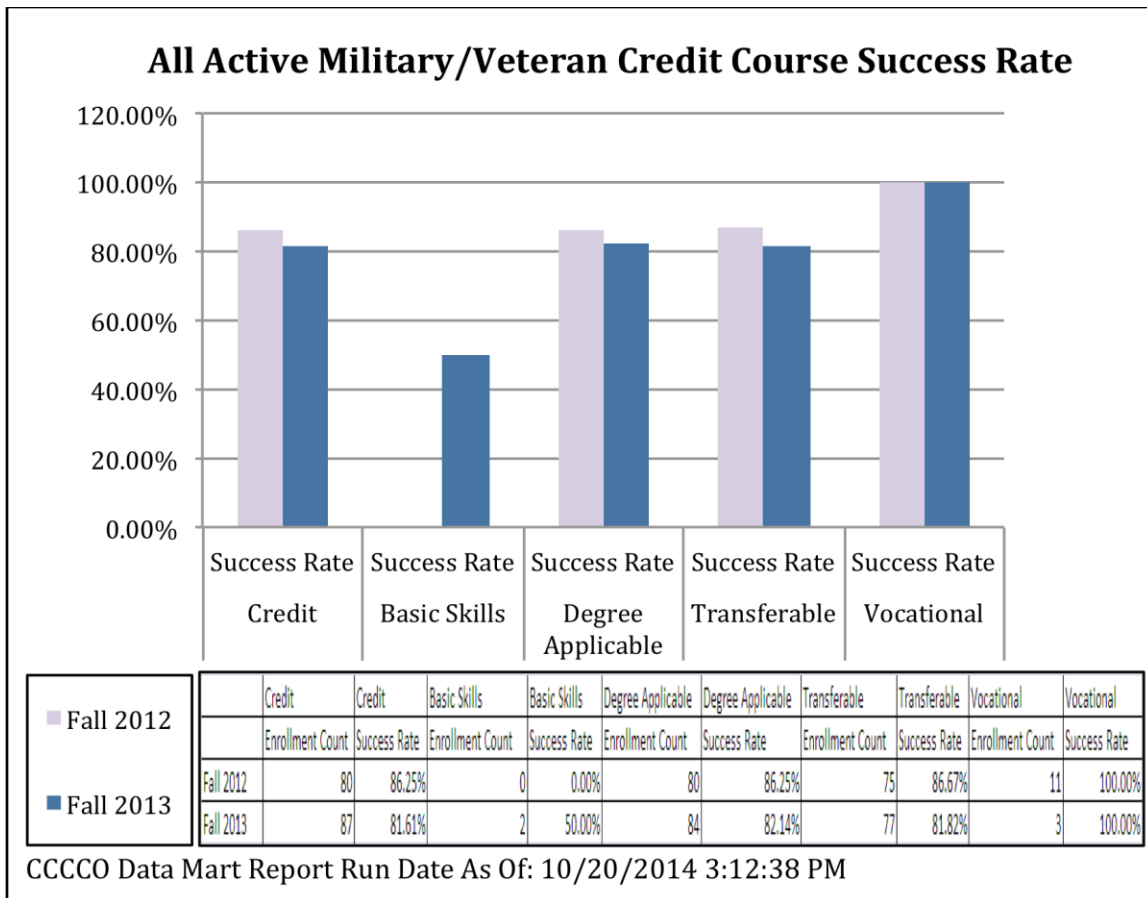 All Active Military/Veteran Credit Course Success Rate
120.00%
100.00%
80.00%
60.00%
40.00%
20.00%
0.00%
Success Rate Success Rate Success Rate Success Rate Success Rate
Credit Basic Skills Degree Applicable Transferable Vocational
Fall 2012
Fall 2013
Credit Credit Basic Skills Basic Skills Degree Applicable Degree Applicable Transferable Transferable Vocational Vocational
Enrollment Count Success Rate Enrollment Count Success Rate Enrollment Count Success Rate Enrollment Count Success Rate Enrollment Count Success Rate
Fall 2012 80 86.25% 0 0.00% 80 86.25% 75 86.67% 11 100.00%
Fall 2013 87 81.61% 2 50.00% 84 82.14% 77 81.82% 3 100.00%
CCCCO Data Mart Report Run Date As Of: 10/20/2014 3:12:38 PM